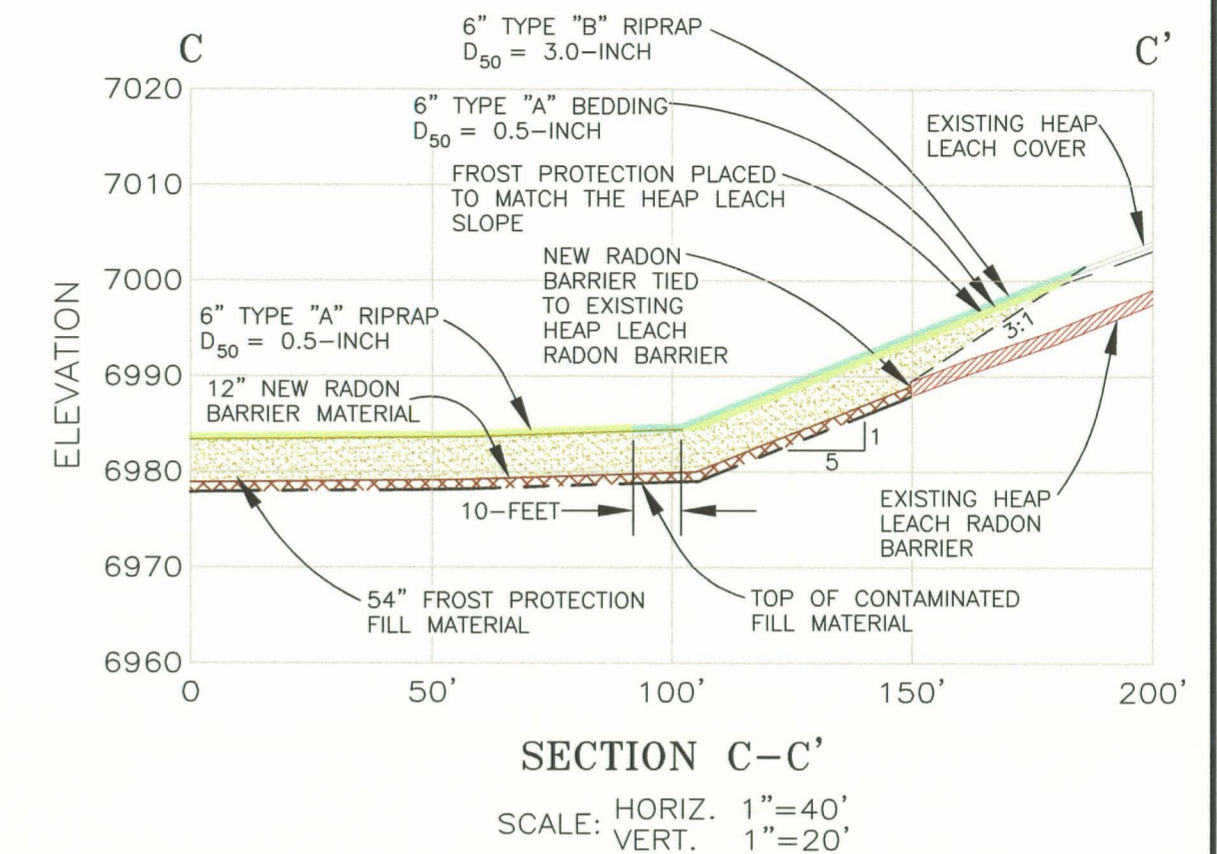 C
C'
6" TYPE "B" RIPRAP
D50 = 3.0-INCH
6" TYPE "A" BEDDING
D50 = 0.5-INCH
FROST PROTECTION PLACED
TO MATCH THE HEAP LEACH
SLOPE
EXISTING HEAP
LEACH COVER
NEW RADON
BARRIER TIED
TO EXISTING
HEAP LEACH
RADON BARRIER
6" TYPE "A" RIPRAP
D50 = 0.5-INCH
12" NEW RADON
BARRIER MATERIAL
3:1
1
5
10-FEET
EXISTING HEAP
LEACH RADON
BARRIER
54" FROST PROTECTION
FILL MATERIAL
TOP OF CONTAMINATED
FILL MATERIAL
ELEVATION
7020
7010
7000
6990
6980
6970
6960
0
50'
100'
150'
200'
SECTION C-C'
SCALE: HORIZ. 1"=40'
VERT. 1"=20'